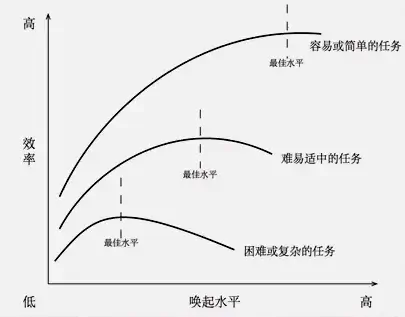 高
容易或简单的任务
最佳水平
效率
难易适中的任务
最佳水平
最佳水平
困难或复杂的任务
低
唤起水平
高